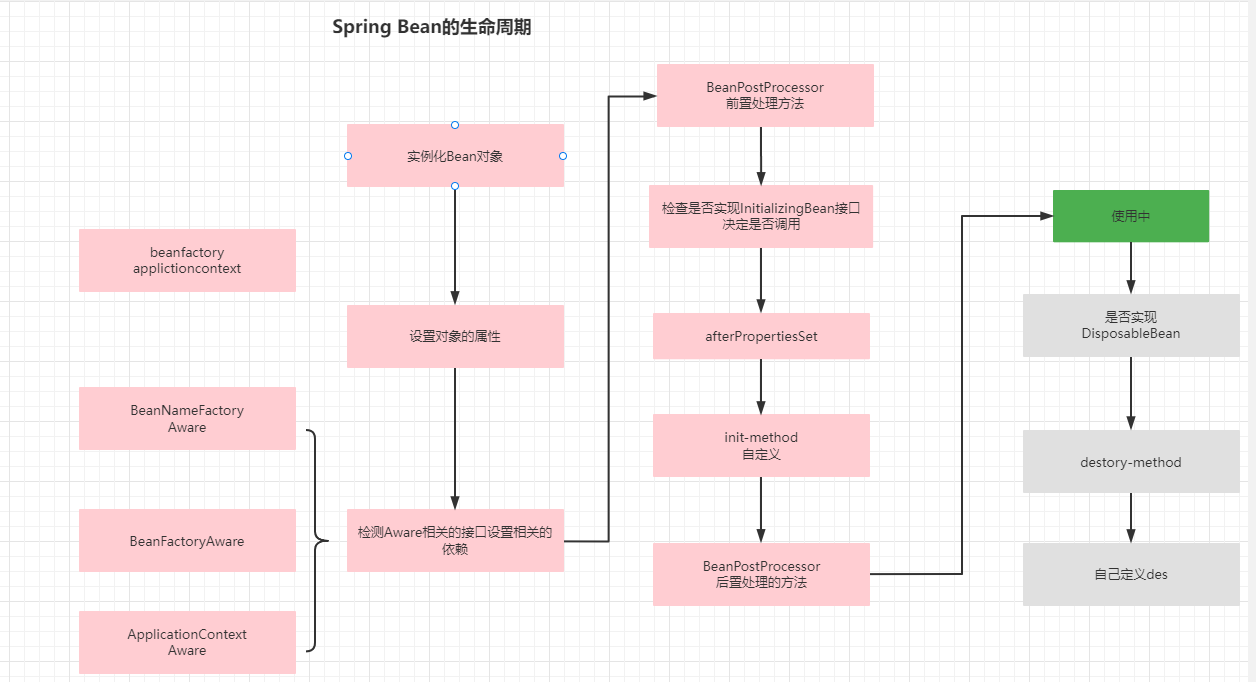 Spring Bean的生命周期
beanfactory
applictioncontext
BeanNameFactory
Aware
BeanFactoryAware
ApplicationContext
Aware
实例化Bean对象
设置对象的属性
检测Aware相关的接口设置相关的
依赖
BeanPostProcessor
前置处理方法
检查是否实现InitializingBean接口
决定是否调用
afterPropertiesSet
init-method
自定义
BeanPostProcessor
后置处理的方法
使用中
是否实现
DisposableBean
destory-method
自己定义des